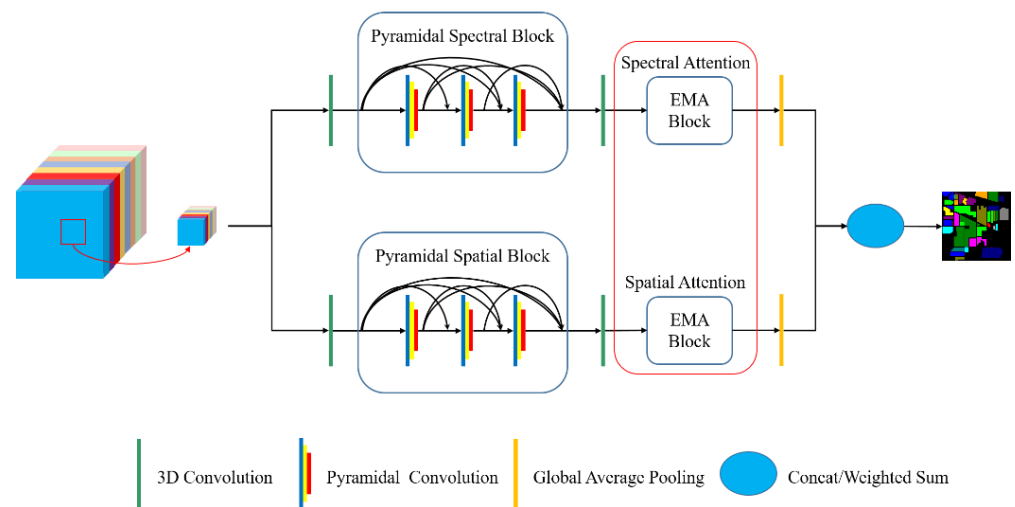 Pyramidal Spectral Block
Spectral Attention
EMA
Block
Pyramidal Spatial Block
Spatial Attention
EMA
Block
3D Convolution
Pyramidal Convolution
Global Average Pooling
Concat/Weighted Sum